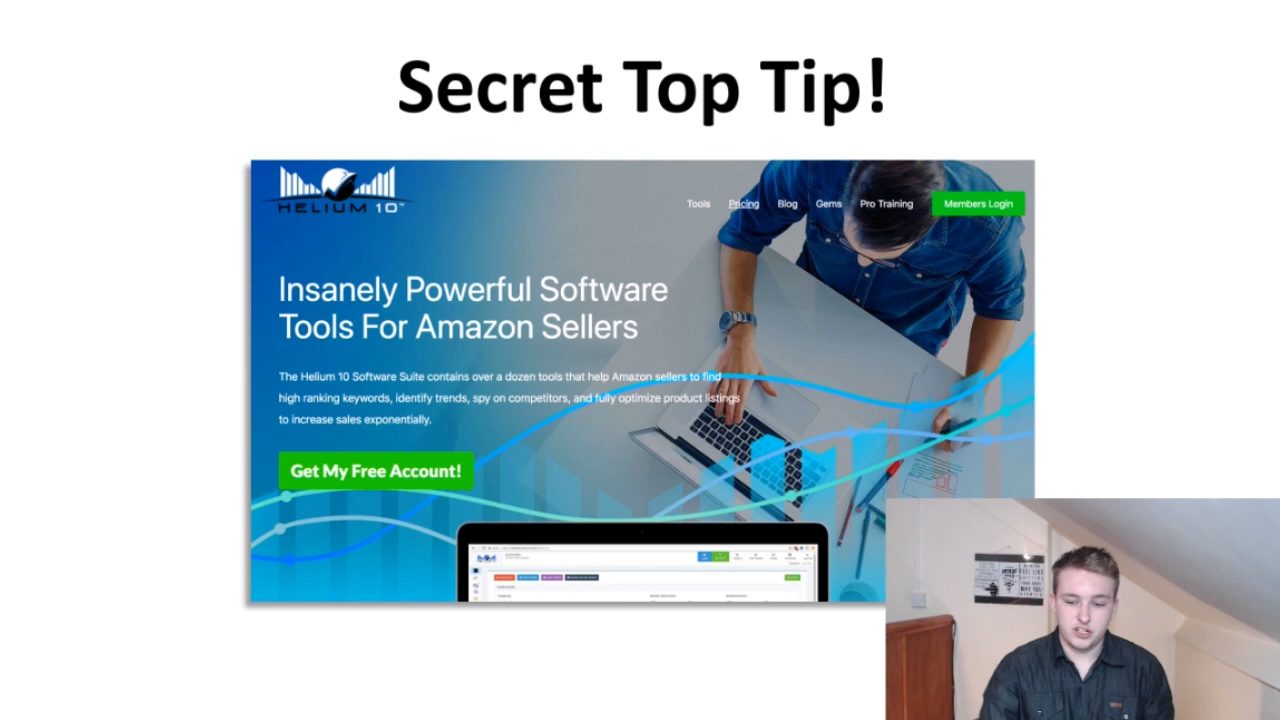 Secret Top Tip!
HELIUM 10™
Tools Pricing Blog Gems Pro Training Members Login
Insanely Powerful Software
Tools For Amazon Sellers
The Helium 10 Software Suite contains over a dozen tools that help Amazon sellers to find
high ranking keywords, identify trends, spy on competitors, and fully optimize product listings
to increase sales exponentially.
Get My Free Account!